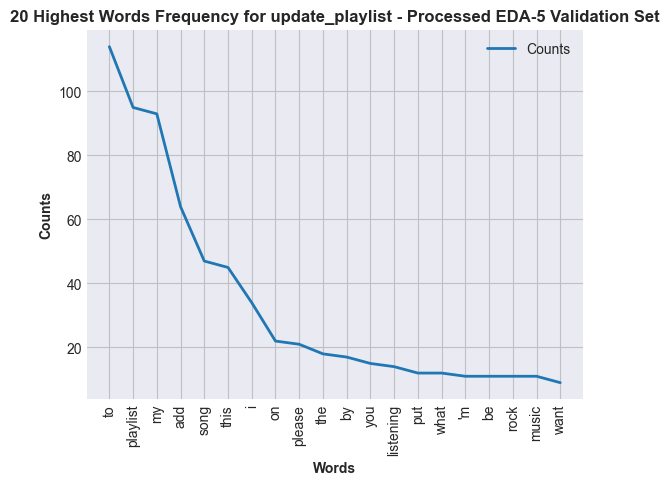 20 Highest Words Frequency for update_playlist - Processed EDA-5 Validation Set
Counts
Counts
100
80
60
40
20
to
playlist
my
add
song
this
i
on
please
the
by
you
listening
put
what
'm
be
rock
music
want
Words